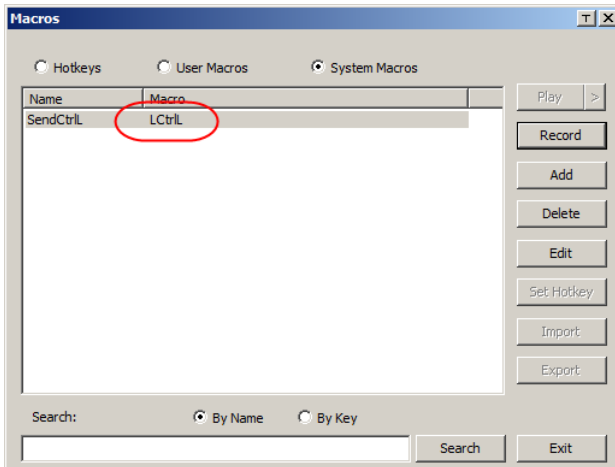 Macros
Hotkeys User Macros System Macros
Name Macro
SendCtrlL LCtrlL
Play >
Record
Add
Delete
Edit
Set Hotkey
Import
Export
Search: By Name By Key
Search Exit